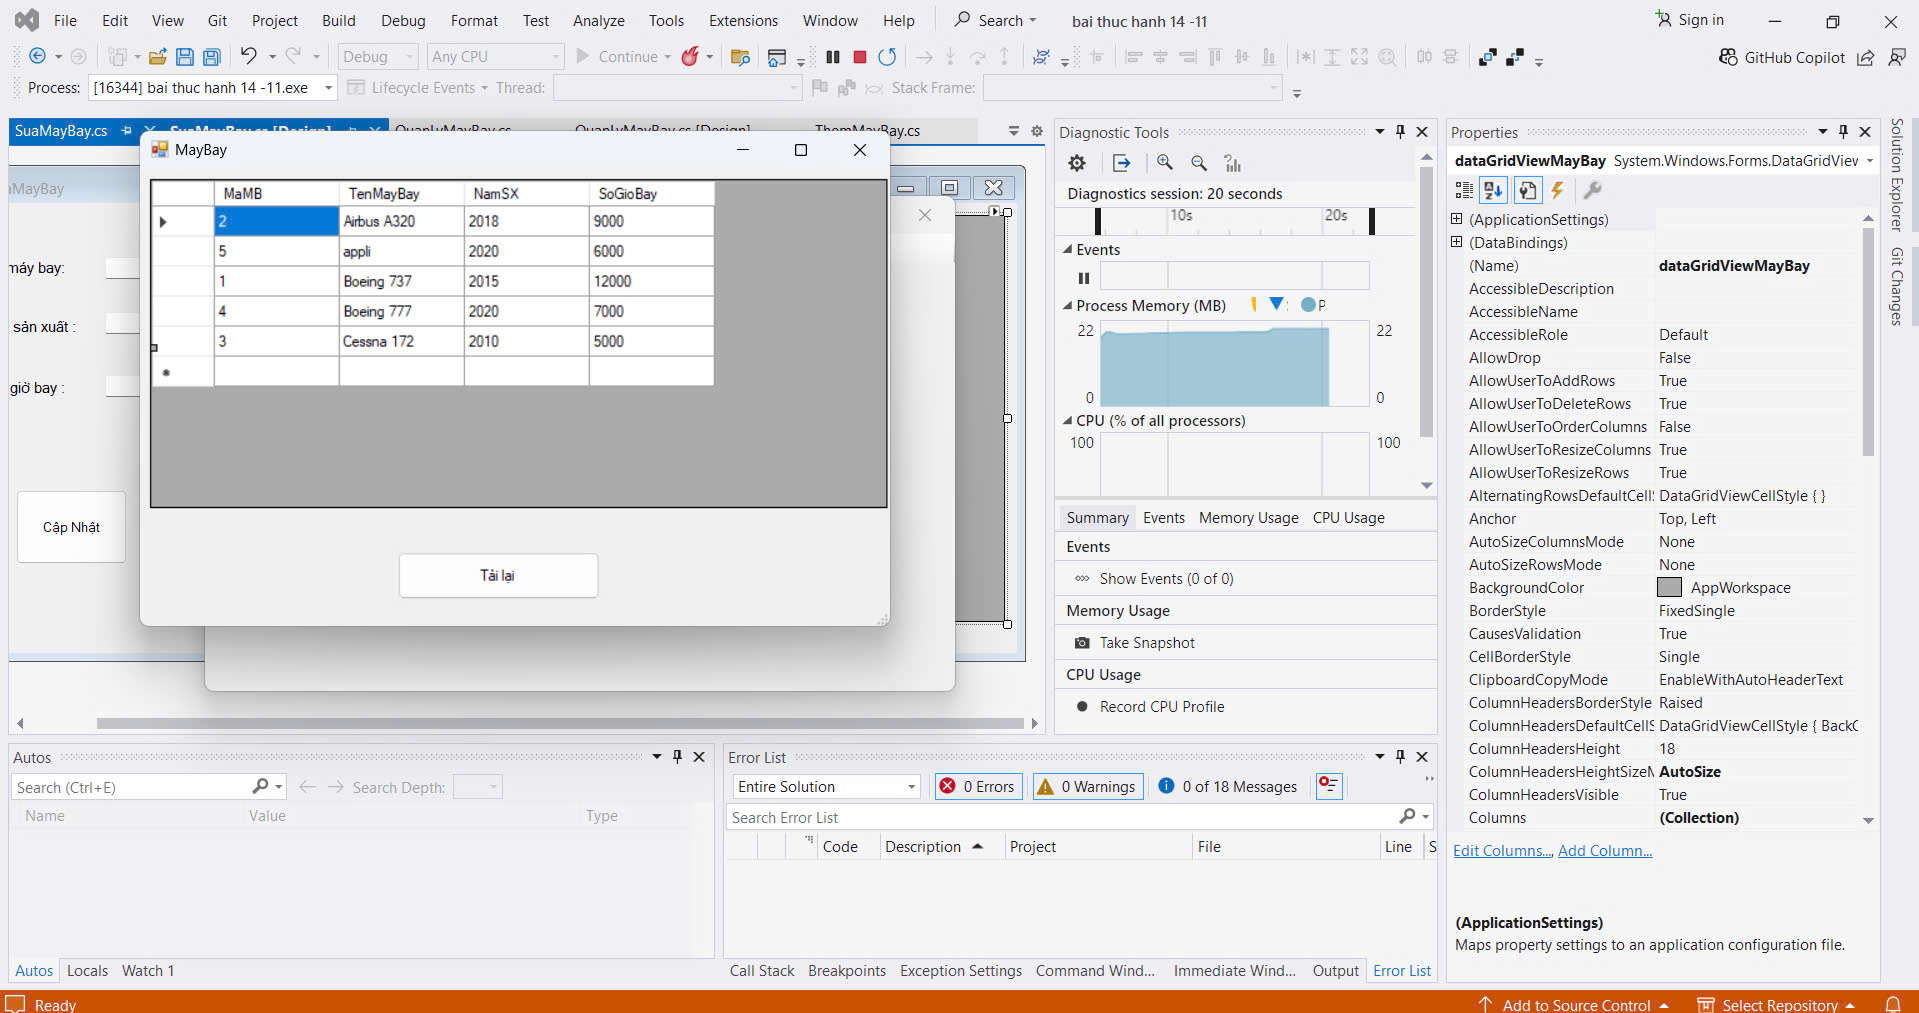 File Edit View Git Project Build Debug Format Test Analyze Tools Extensions Window Help Search bai thuc hanh 14 -11 Sign in
Debug Any CPU Continue GitHub Copilot
Process: [16344] bai thuc hanh 14 -11.exe Lifecycle Events Thread: Stack Frame:
SuaMayBay.cs SuaMayBay.cs [Design] QuanLyMayBay.cs QuanLyMayBay.cs [Design] ThemMayBay.cs
MayBay
aMayBay
MaMB TenMayBay NamSX SoGioBay
2 Airbus A320 2018 9000
5 appli 2020 6000
1 Boeing 737 2015 12000
4 Boeing 777 2020 7000
3 Cessna 172 2010 5000
máy bay:
sản xuất :
giờ bay :
Cập Nhật
Tải lại
Diagnostic Tools
Diagnostics session: 20 seconds
10s 20s
Events
Process Memory (MB) P
22 22
0 0
CPU (% of all processors)
100 100
Summary Events Memory Usage CPU Usage
Events
Show Events (0 of 0)
Memory Usage
Take Snapshot
CPU Usage
Record CPU Profile
Properties
dataGridViewMayBay System.Windows.Forms.DataGridViev
(ApplicationSettings)
(DataBindings)
(Name) dataGridViewMayBay
AccessibleDescription
AccessibleName
AccessibleRole Default
AllowDrop False
AllowUserToAddRows True
AllowUserToDeleteRows True
AllowUserToOrderColumns False
AllowUserToResizeColumns True
AllowUserToResizeRows True
AlternatingRowsDefaultCell DataGridViewCellStyle { }
Anchor Top, Left
AutoSizeColumnsMode None
AutoSizeRowsMode None
BackgroundColor AppWorkspace
BorderStyle FixedSingle
CausesValidation True
CellBorderStyle Single
ClipboardCopyMode EnableWithAutoHeaderText
ColumnHeadersBorderStyle Raised
ColumnHeadersDefaultCellS DataGridViewCellStyle { BackC
ColumnHeadersHeight 18
ColumnHeadersHeightSizeM AutoSize
ColumnHeadersVisible True
Columns (Collection)
Edit Columns..., Add Column...
(ApplicationSettings)
Maps property settings to an application configuration file.
Solution Explorer
Git Changes
Autos
Search (Ctrl+E) Search Depth:
Name Value Type
Autos Locals Watch 1
Error List
Entire Solution 0 Errors 0 Warnings 0 of 18 Messages
Search Error List
Code Description Project File Line S
Call Stack Breakpoints Exception Settings Command Wind... Immediate Wind... Output Error List
Ready Add to Source Control Select Repository